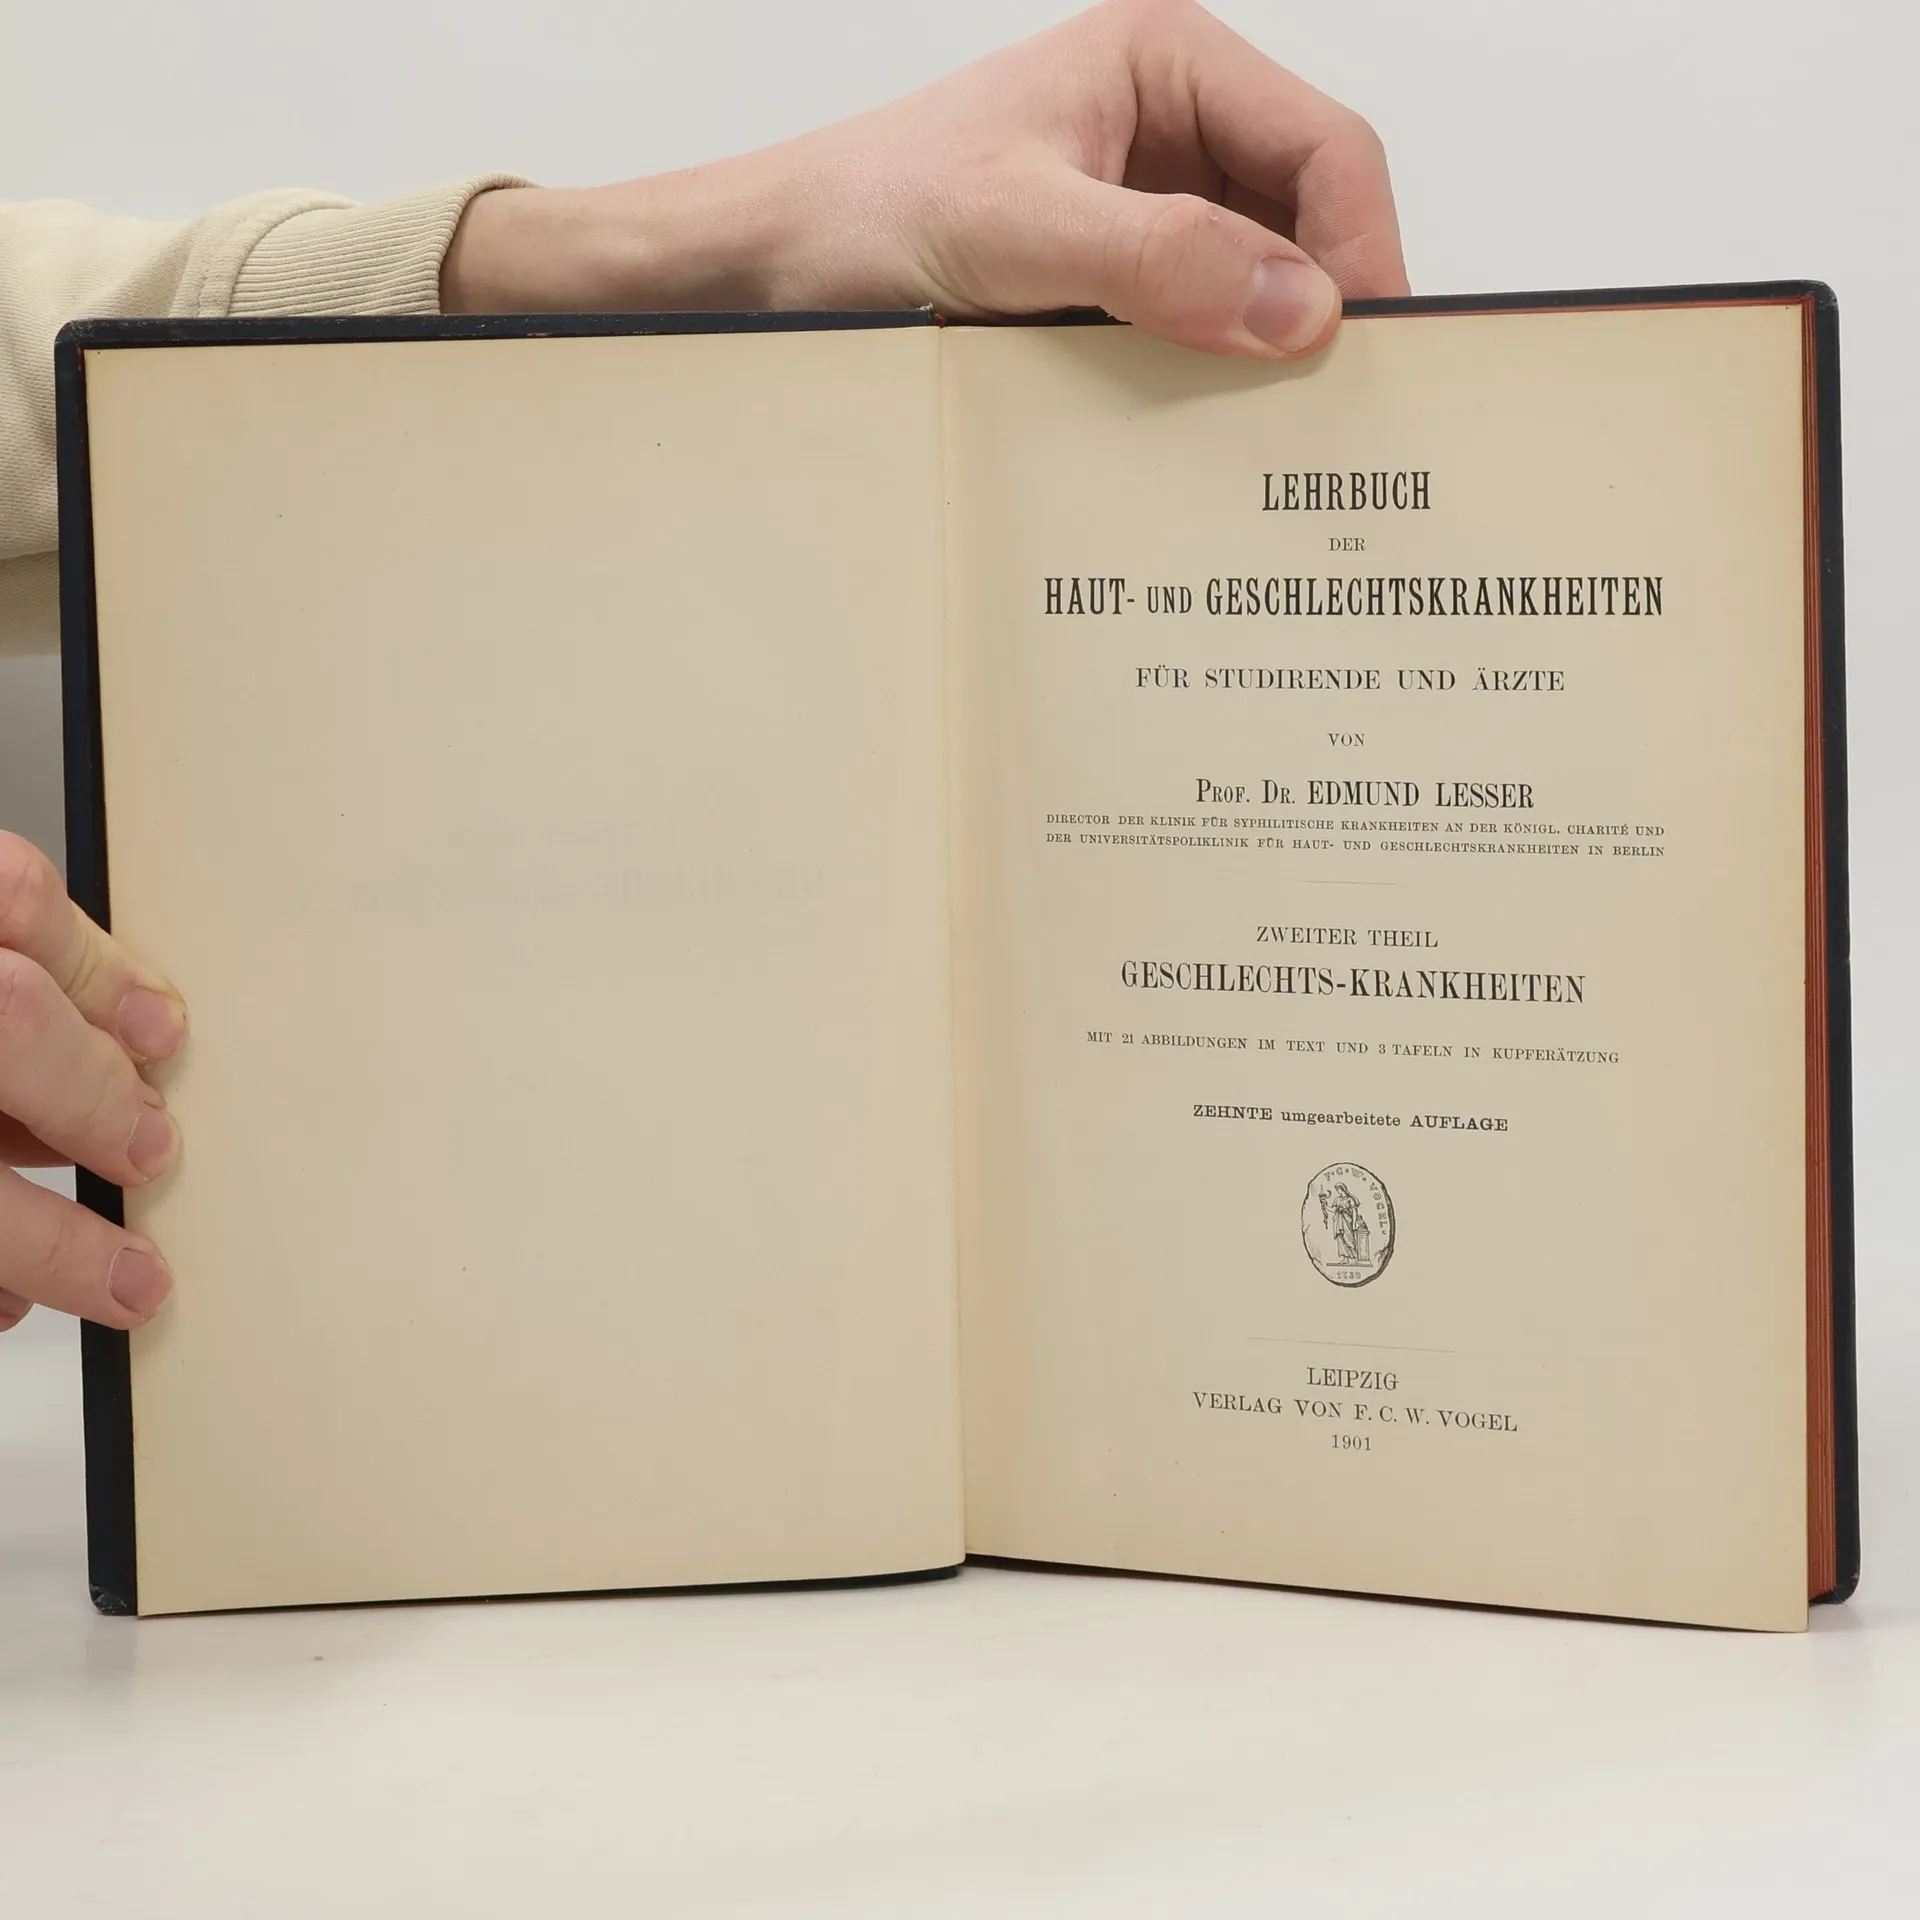 LEHRBUCH
DER
HAUT- UND GESCHLECHTSKRANKHEITEN
FÜR STUDIRENDE UND ÄRZTE
VON
PROF. DR. EDMUND LESSER
DIRECTOR DER KLINIK FÜR SYPHILITISCHE KRANKHEITEN AN DER KÖNIGL. CHARITÉ UND
DER UNIVERSITÄTSPOLIKLINIK FÜR HAUT- UND GESCHLECHTSKRANKHEITEN IN BERLIN
ZWEITER THEIL
GESCHLECHTS-KRANKHEITEN
MIT 21 ABBILDUNGEN IM TEXT UND 3 TAFELN IN KUPFERÄTZUNG
ZEHNTE umgearbeitete AUFLAGE
F·C·W·VOGEL·
1730
LEIPZIG
VERLAG VON F. C. W. VOGEL
1901